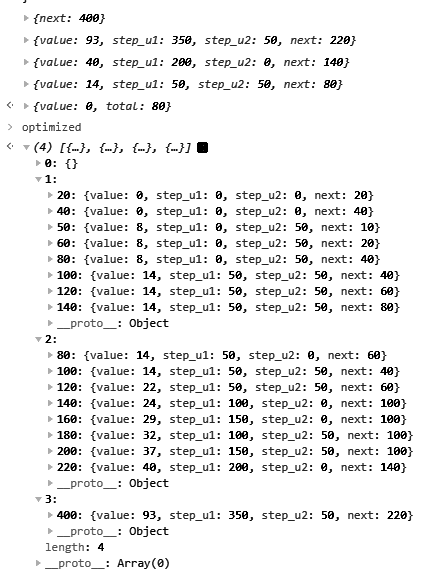 {next: 400}
{value: 93, step_u1: 350, step_u2: 50, next: 220}
{value: 40, step_u1: 200, step_u2: 0, next: 140}
{value: 14, step_u1: 50, step_u2: 50, next: 80}
{value: 0, total: 80}
optimized
(4) [{…}, {…}, {…}, {…}]
0: {}
1:
20: {value: 0, step_u1: 0, step_u2: 0, next: 20}
40: {value: 0, step_u1: 0, step_u2: 0, next: 40}
50: {value: 8, step_u1: 0, step_u2: 50, next: 10}
60: {value: 8, step_u1: 0, step_u2: 50, next: 20}
80: {value: 8, step_u1: 0, step_u2: 50, next: 40}
100: {value: 14, step_u1: 50, step_u2: 50, next: 40}
120: {value: 14, step_u1: 50, step_u2: 50, next: 60}
140: {value: 14, step_u1: 50, step_u2: 50, next: 80}
__proto__: Object
2:
80: {value: 14, step_u1: 50, step_u2: 0, next: 60}
100: {value: 14, step_u1: 50, step_u2: 50, next: 40}
120: {value: 22, step_u1: 50, step_u2: 50, next: 60}
140: {value: 24, step_u1: 100, step_u2: 0, next: 100}
160: {value: 29, step_u1: 150, step_u2: 0, next: 100}
180: {value: 32, step_u1: 100, step_u2: 50, next: 100}
200: {value: 37, step_u1: 150, step_u2: 50, next: 100}
220: {value: 40, step_u1: 200, step_u2: 0, next: 140}
__proto__: Object
3:
400: {value: 93, step_u1: 350, step_u2: 50, next: 220}
__proto__: Object
length: 4
__proto__: Array(0)